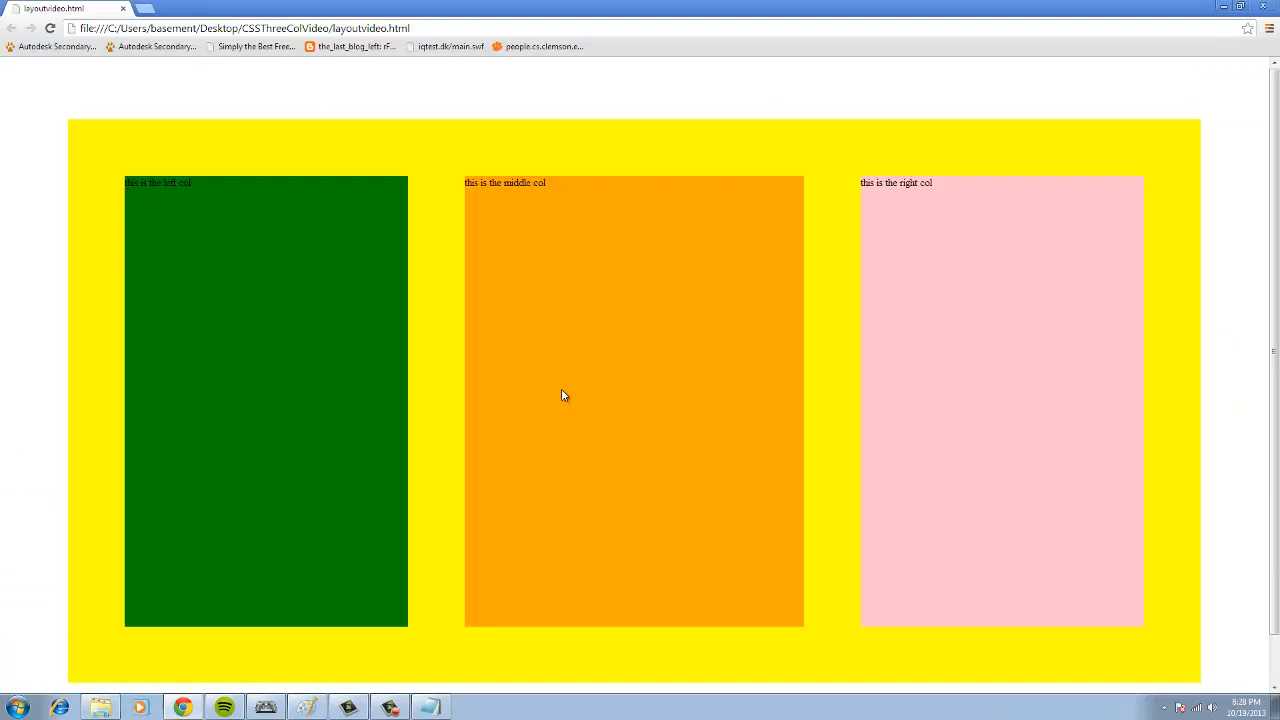 layoutvideo.html
file:///C:/Users/basement/Desktop/CSSThreeColVideo/layoutvideo.html
Autodesk Secondary... Autodesk Secondary... Simply the Best Free... the_last_blog_left: rF... iqtest.dk/main.swf people.cs.clemson.e...
this is the left col
this is the middle col
this is the right col
8:28 PM
10/19/2013